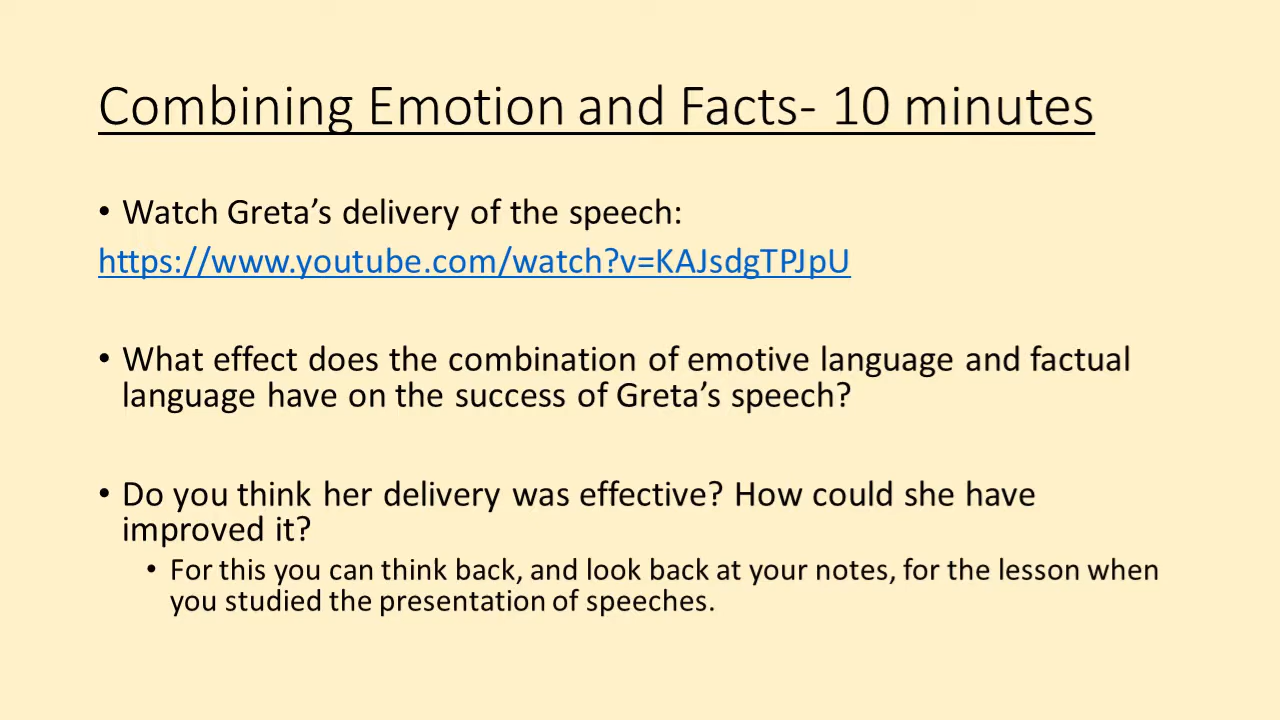 Combining Emotion and Facts- 10 minutes
• Watch Greta’s delivery of the speech:
https://www.youtube.com/watch?v=KAJsdgTPJpU
• What effect does the combination of emotive language and factual
language have on the success of Greta’s speech?
• Do you think her delivery was effective? How could she have
improved it?
• For this you can think back, and look back at your notes, for the lesson when
you studied the presentation of speeches.